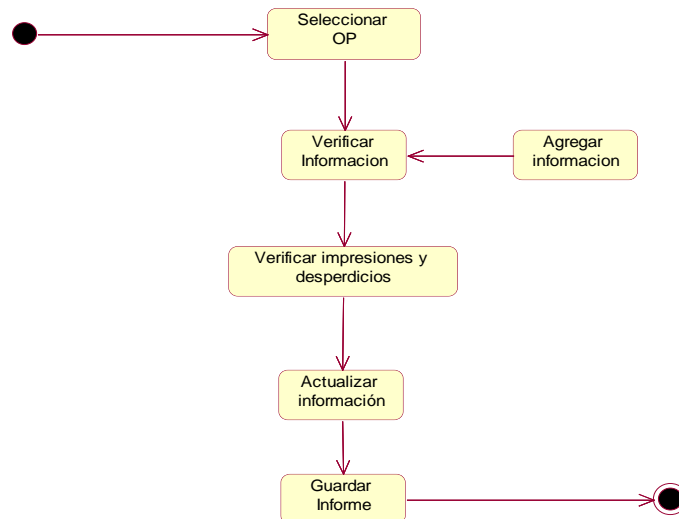 Seleccionar
OP
Verificar
Informacion
Agregar
informacion
Verificar impresiones y
desperdicios
Actualizar
información
Guardar
Informe